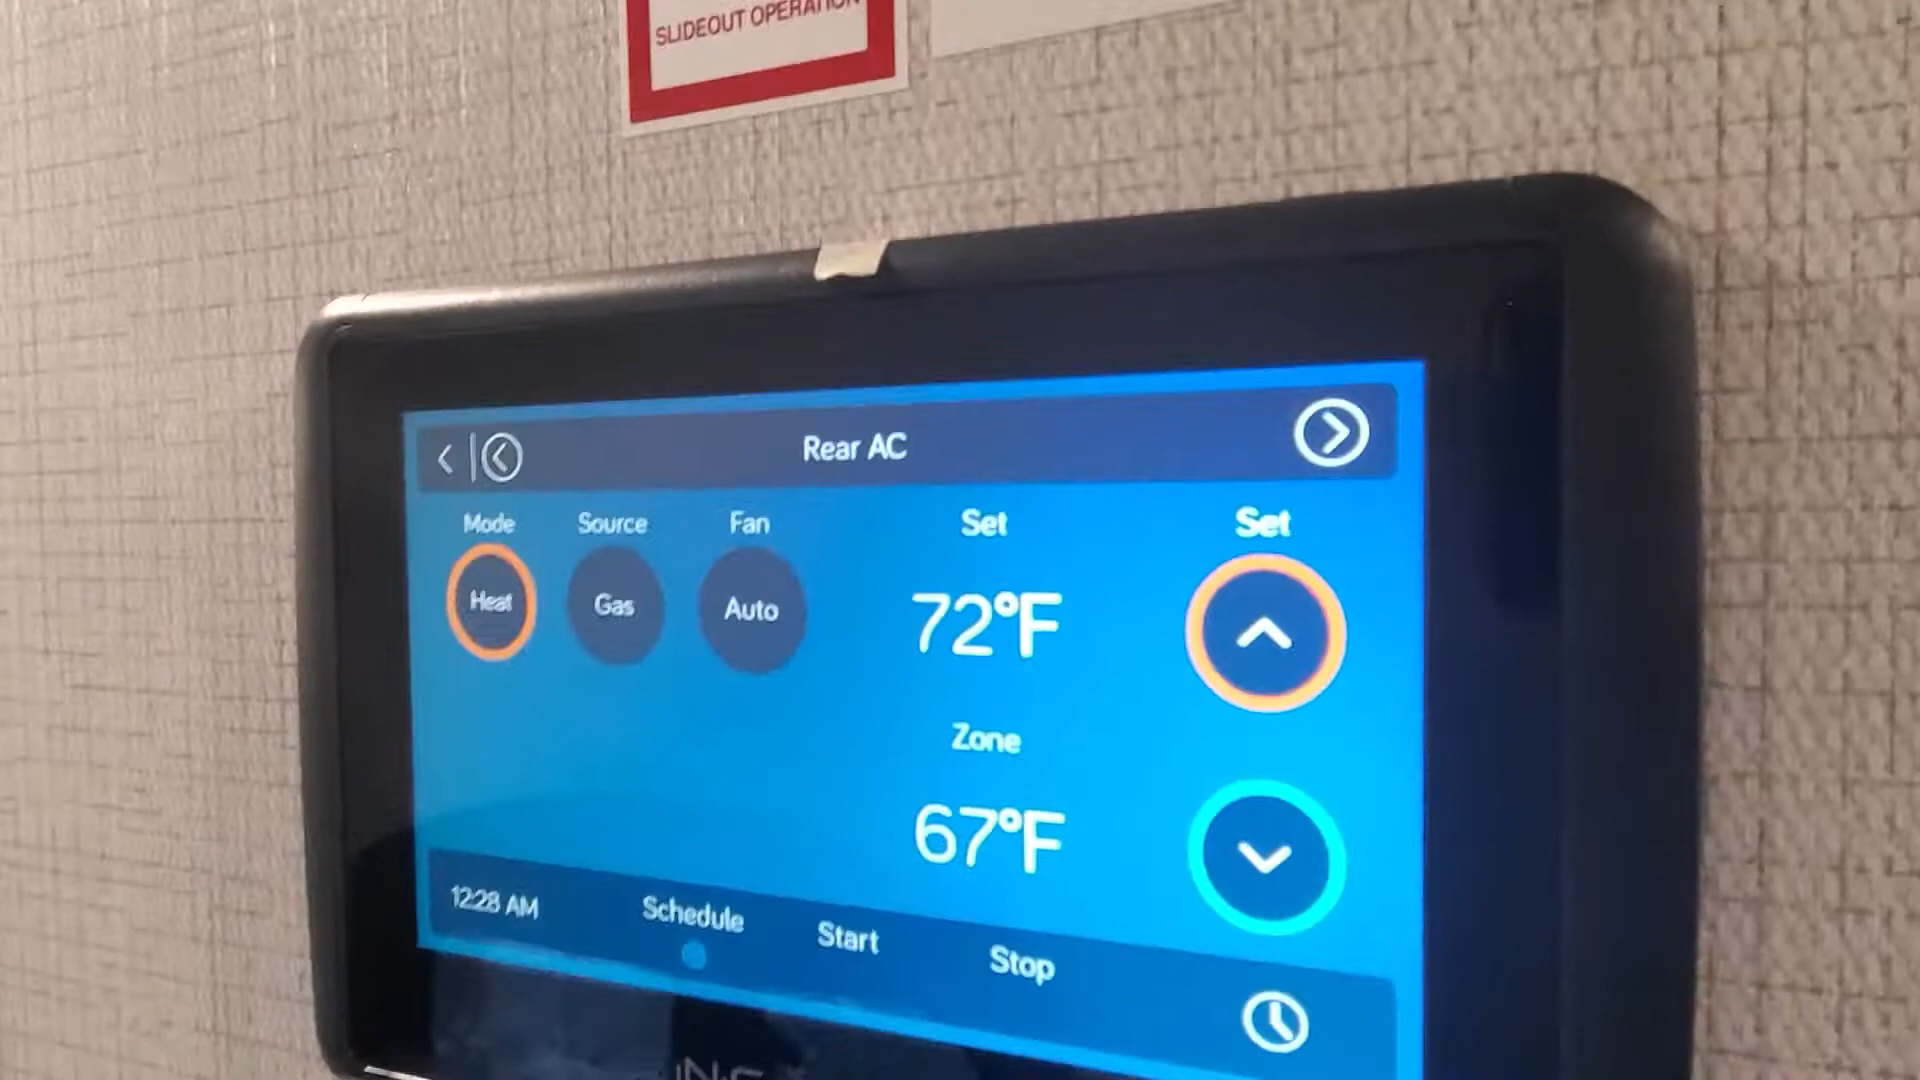 SLIDEOUT OPERATION
Rear AC
Mode Source Fan Set Set
Heat Gas Auto 72°F
Zone
67°F
12:28 AM Schedule Start Stop